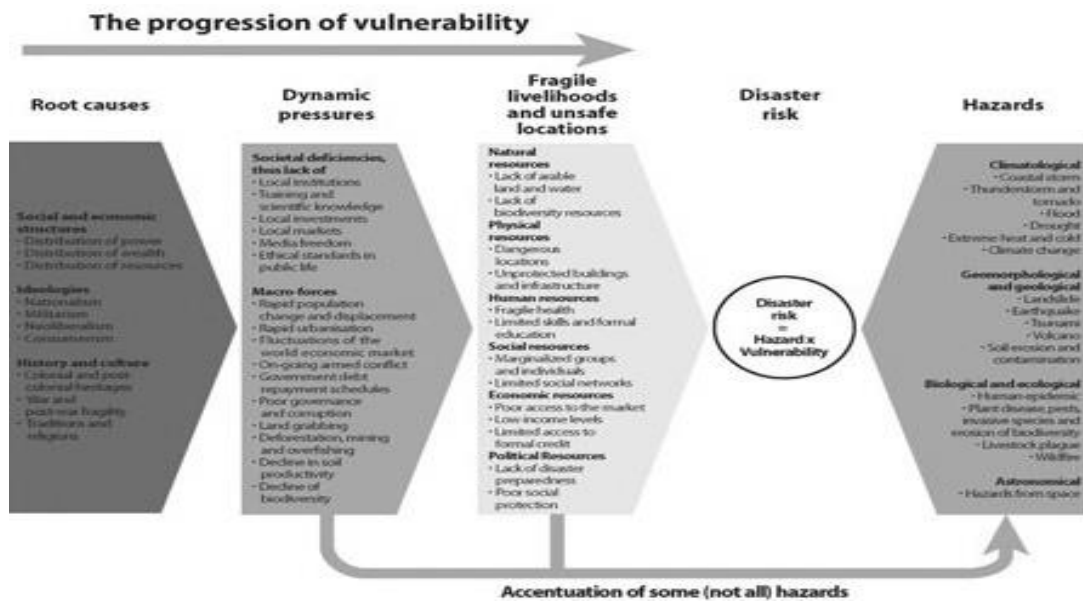 The progression of vulnerability
Root causes
Social and economic
structures
• Distribution of power
• Distribution of wealth
• Distribution of resources
Ideologies
• Nationalism
• Militarism
• Neoliberalism
• Consumerism
History and culture
• Colonial and post-
colonial heritages
• War and
post-war fragility
• Traditions and
religions
Dynamic
pressures
Societal deficiencies,
thus lack of
• Local institutions
• Training and
scientific knowledge
• Local investments
• Local markets
• Media freedom
• Ethical standards in
public life
Macro-forces
• Rapid population
change and displacement
• Rapid urbanisation
• Fluctuations of the
world economic market
• On-going armed conflict
• Government debt
repayment schedules
• Poor governance
and corruption
• Land grabbing
• Deforestation, mining
and overfishing
• Decline in soil
productivity
• Decline of
biodiversity
Fragile
livelihoods
and unsafe
locations
Natural
resources
• Lack of arable
land and water
• Lack of
biodiversity resources
Physical
resources
• Dangerous
locations
• Unprotected buildings
and infrastructure
Human resources
• Fragile health
• Limited skills and formal
education
Social resources
• Marginalized groups
and individuals
• Limited social networks
Economic resources
• Poor access to the market
• Low income levels
• Limited access to
formal credit
Political Resources
• Lack of disaster
preparedness
• Poor social
protection
Disaster
risk
Disaster
risk
=
Hazard x
Vulnerability
Hazards
Climatological
• Coastal storm
• Thunderstorm and
tornado
• Flood
• Drought
• Extreme heat and cold
• Climate change
Geomorphological
and geological
• Landslide
• Earthquake
• Tsunami
• Volcano
• Soil erosion and
contamination
Biological and ecological
• Human epidemic
• Plant disease, pests,
invasive species and
erosion of biodiversity
• Livestock plague
• Wildfire
Astronomical
• Hazards from space
Accentuation of some (not all) hazards